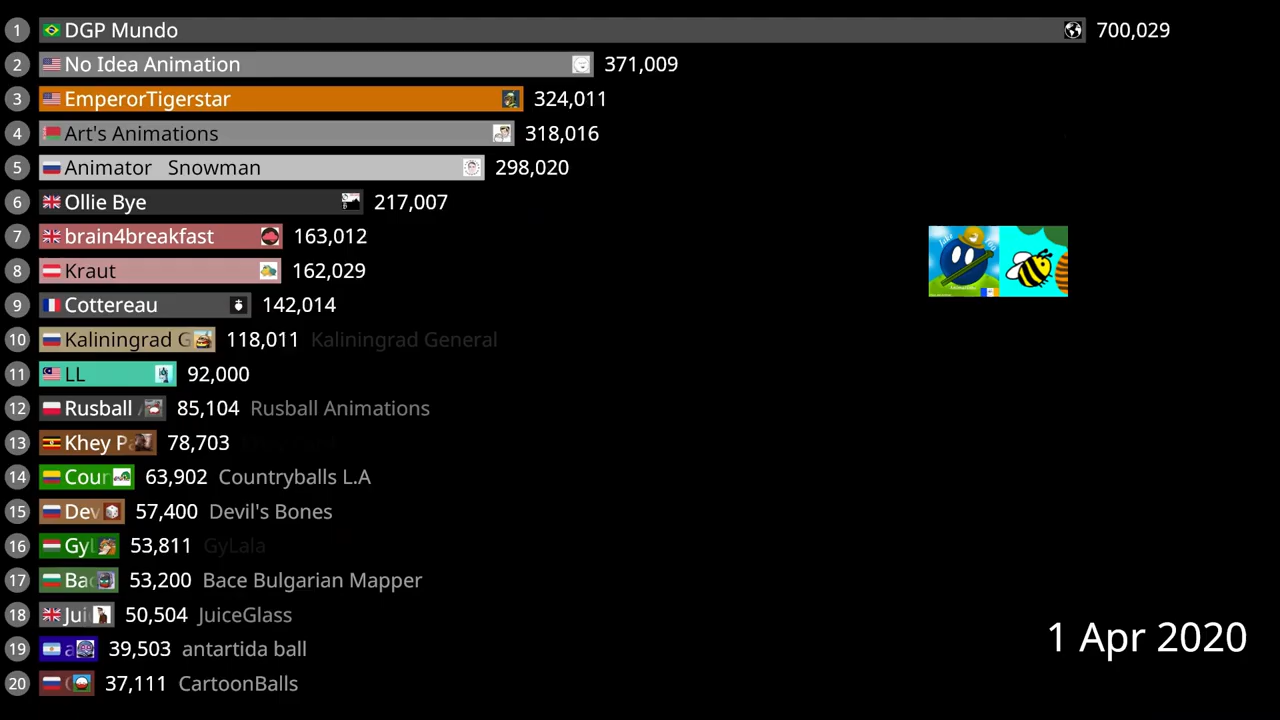 1 DGP Mundo 700,029
2 No Idea Animation 371,009
3 EmperorTigerstar 324,011
4 Art's Animations 318,016
5 Animator Snowman 298,020
6 Ollie Bye 217,007
7 brain4breakfast 163,012
8 Kraut 162,029
9 Cottereau 142,014
10 Kaliningrad G 118,011 Kaliningrad General
11 LL 92,000
12 Rusball 85,104 Rusball Animations
13 Khey P 78,703
14 Cour 63,902 Countryballs L.A
15 Dev 57,400 Devil's Bones
16 GyL 53,811 GyLala
17 Bac 53,200 Bace Bulgarian Mapper
18 Jui 50,504 JuiceGlass
19 a 39,503 antartida ball
20 C 37,111 CartoonBalls
1 Apr 2020